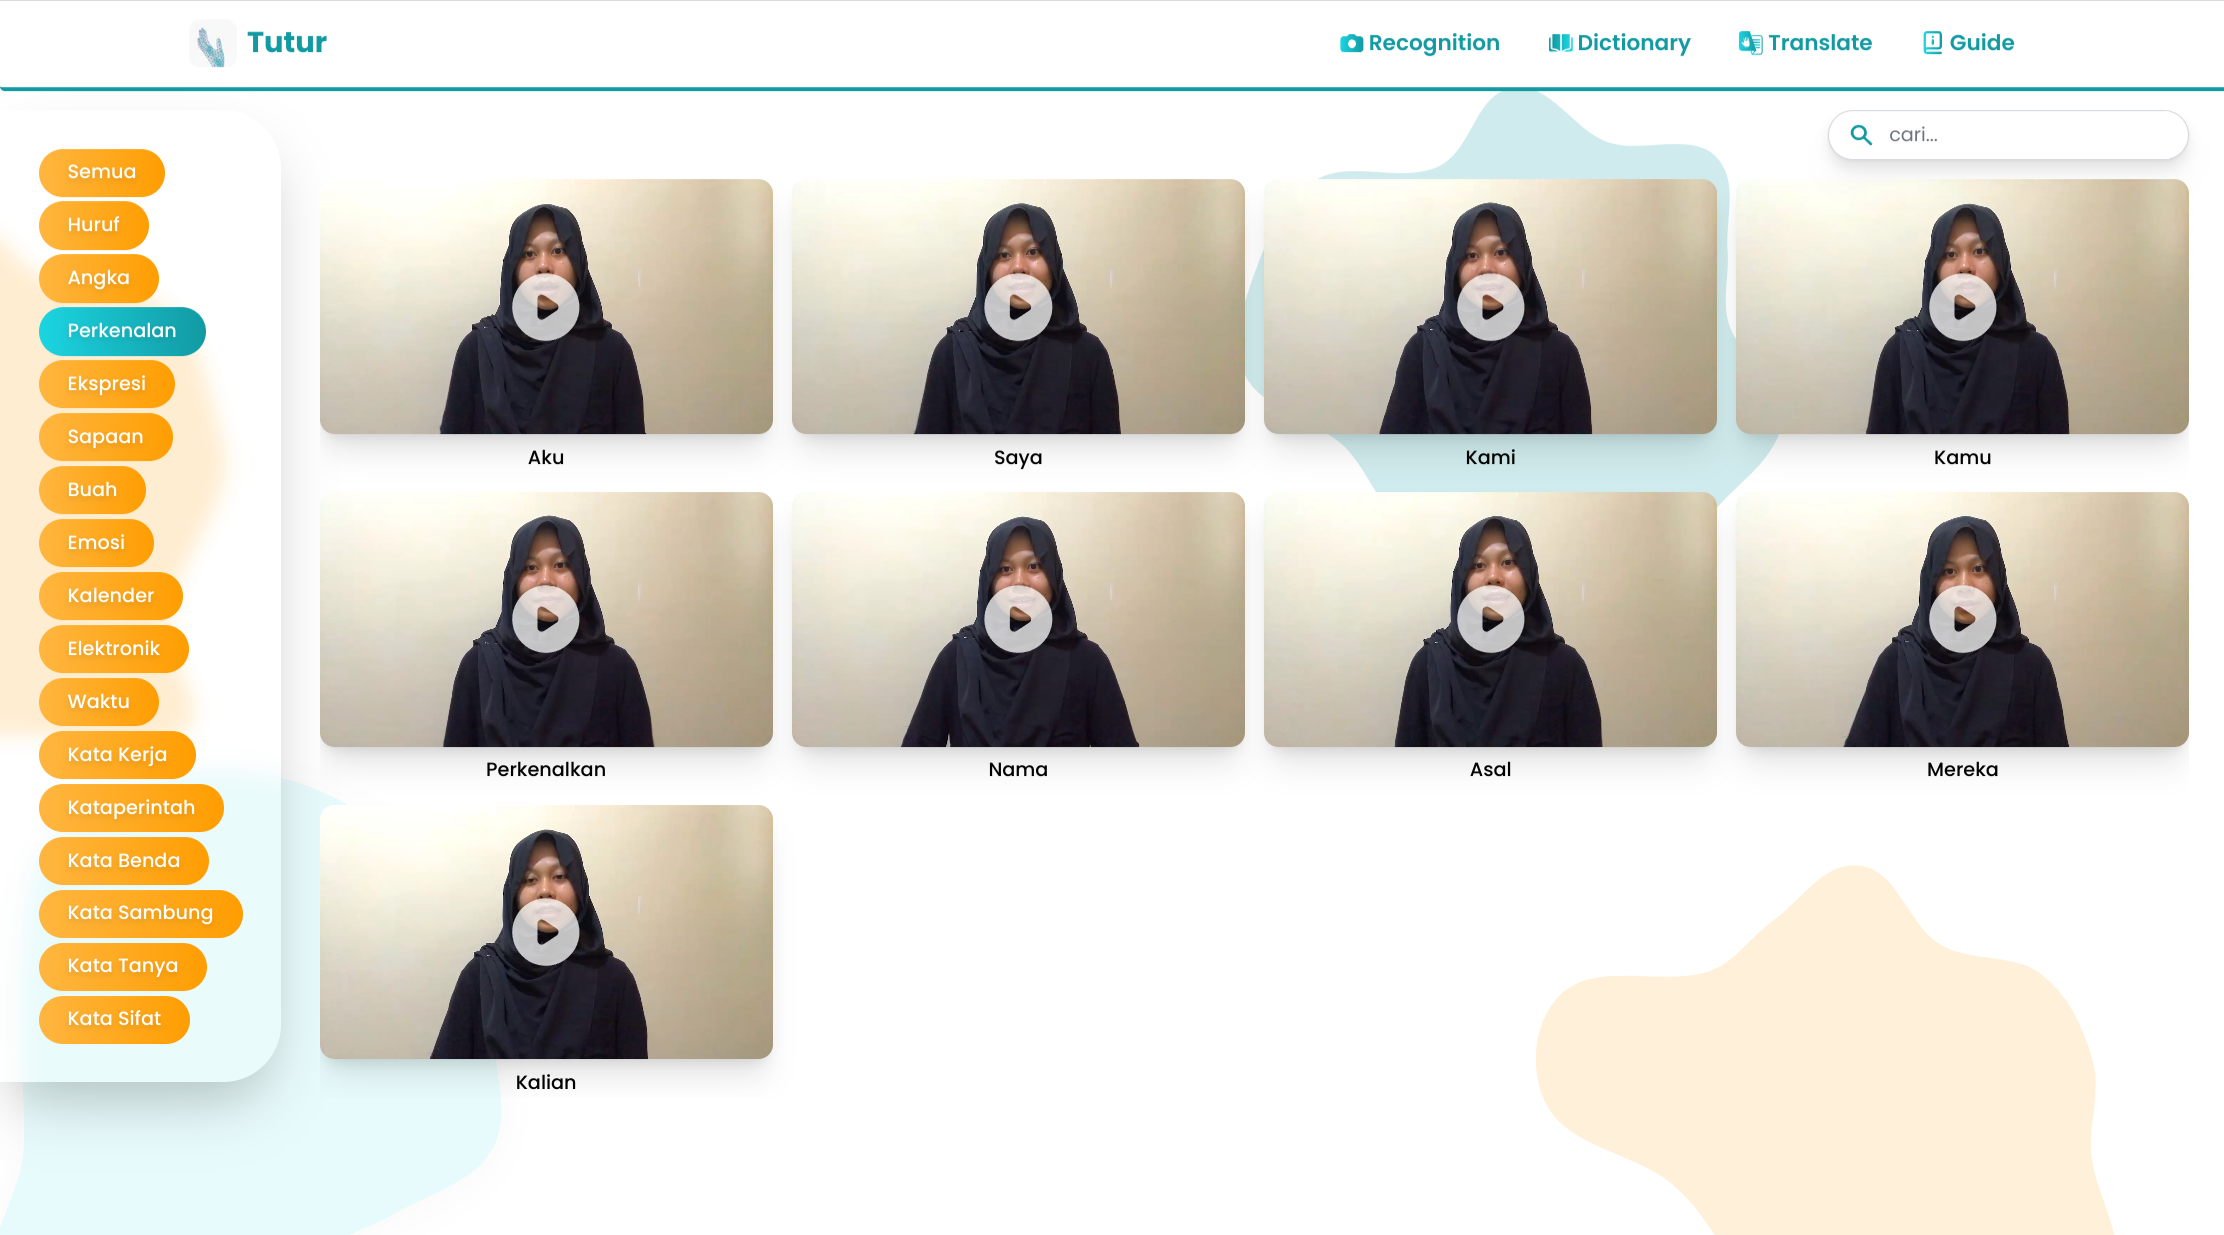 Tutur
Recognition
Dictionary
Translate
Guide
cari...
Semua
Huruf
Angka
Perkenalan
Ekspresi
Sapaan
Buah
Emosi
Kalender
Elektronik
Waktu
Kata Kerja
Kataperintah
Kata Benda
Kata Sambung
Kata Tanya
Kata Sifat
Aku
Saya
Kami
Kamu
Perkenalkan
Nama
Asal
Mereka
Kalian